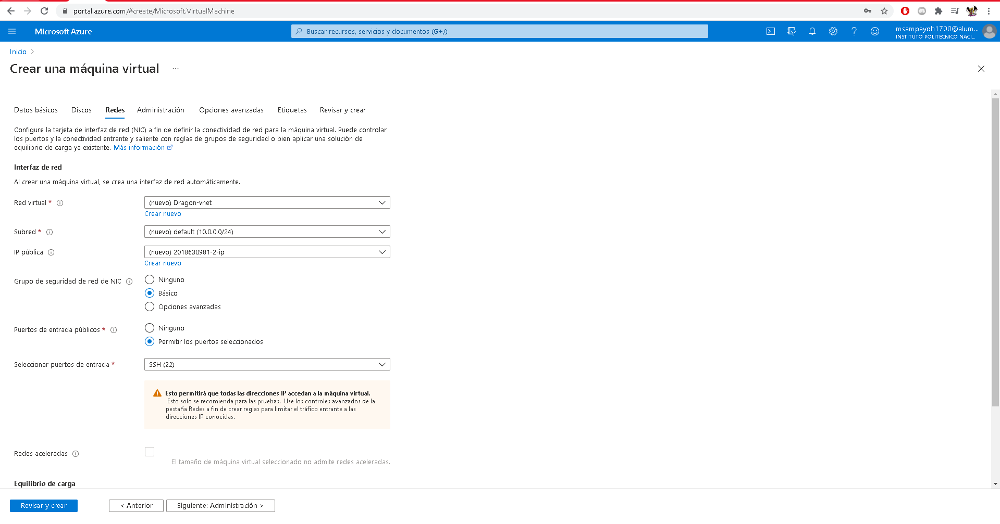 portal.azure.com/#create/Microsoft.VirtualMachine
Microsoft Azure
Buscar recursos, servicios y documentos (G+/)
msampayoh1700@alum...
INSTITUTO POLITECNICO NACI...
Inicio
Crear una máquina virtual ...
Datos básicos Discos Redes Administración Opciones avanzadas Etiquetas Revisar y crear
Configure la tarjeta de interfaz de red (NIC) a fin de definir la conectividad de red para la máquina virtual. Puede controlar
los puertos y la conectividad entrante y saliente con reglas de grupos de seguridad o bien aplicar una solución de
equilibrio de carga ya existente. Más información
Interfaz de red
Al crear una máquina virtual, se crea una interfaz de red automáticamente.
Red virtual * (nuevo) Dragon-vnet
Crear nuevo
Subred * (nuevo) default (10.0.0.0/24)
IP pública (nuevo) 2018630981-2-ip
Crear nuevo
Grupo de seguridad de red de NIC Ninguno
Básico
Opciones avanzadas
Puertos de entrada públicos * Ninguno
Permitir los puertos seleccionados
Seleccionar puertos de entrada * SSH (22)
Esto permitirá que todas las direcciones IP accedan a la máquina virtual.
Esto solo se recomienda para las pruebas. Use los controles avanzados de la
pestaña Redes a fin de crear reglas para limitar el tráfico entrante a las
direcciones IP conocidas.
Redes aceleradas
El tamaño de máquina virtual seleccionado no admite redes aceleradas.
Equilibrio de carga
Revisar y crear < Anterior Siguiente: Administración >